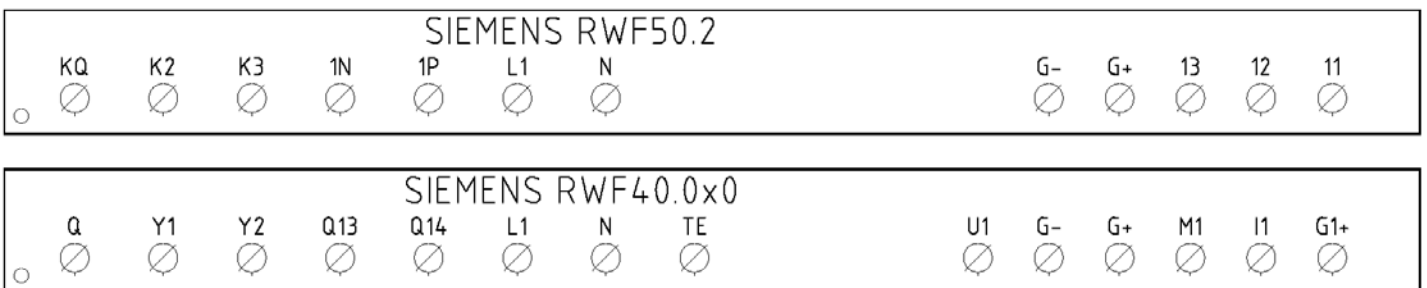 SIEMENS RWF50.2
KQ K2 K3 1N 1P L1 N G- G+ 13 12 11
SIEMENS RWF40.0x0
Q Y1 Y2 Q13 Q14 L1 N TE U1 G- G+ M1 I1 G1+